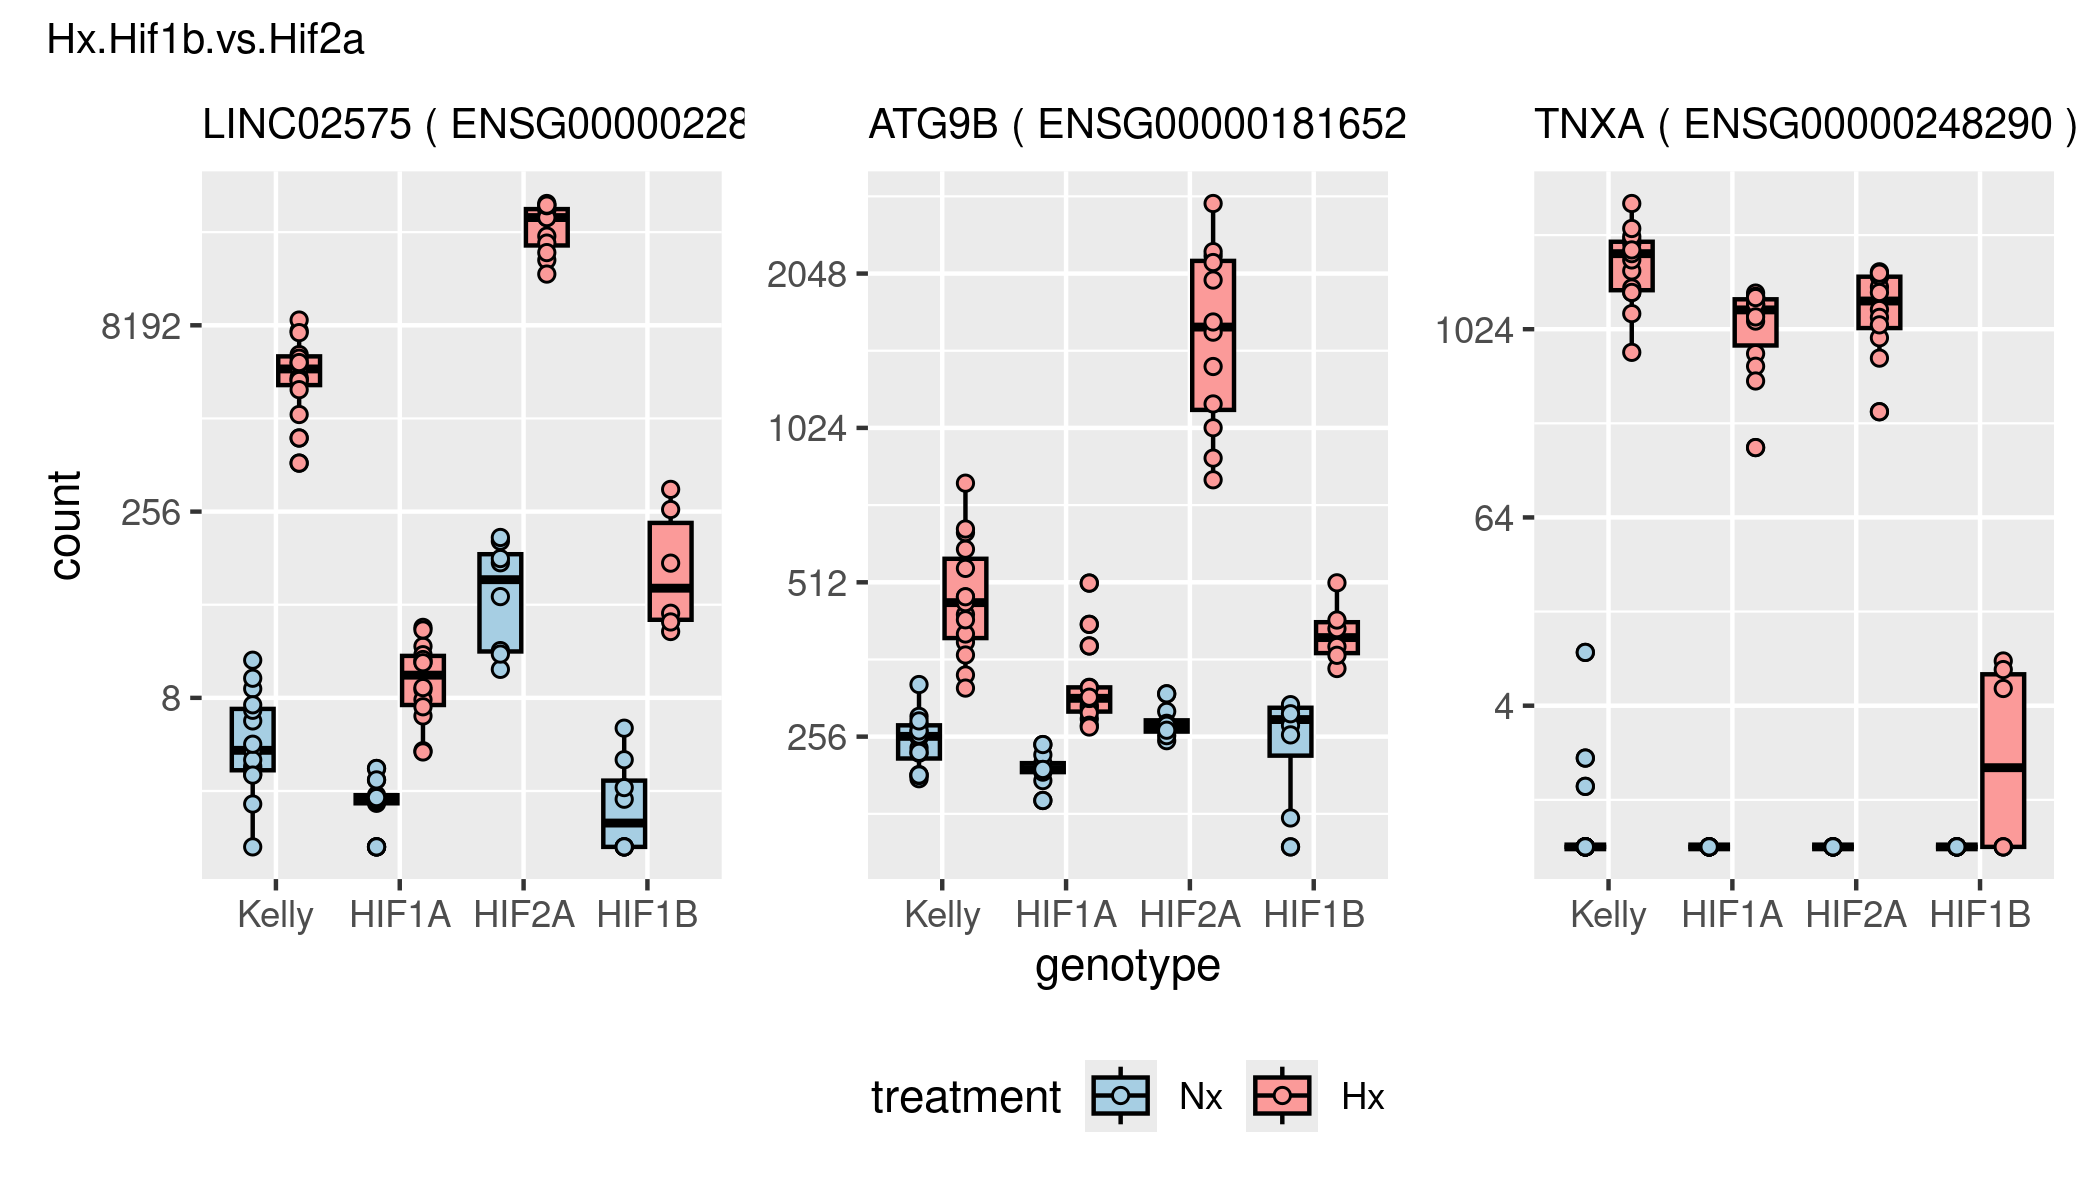 Hx.Hif1b.vs.Hif2a
LINC02575 ( ENSG00000228
ATG9B ( ENSG00000181652
TNXA ( ENSG00000248290 )
count
8192
256
8
2048
1024
512
256
1024
64
4
Kelly HIF1A HIF2A HIF1B
Kelly HIF1A HIF2A HIF1B
Kelly HIF1A HIF2A HIF1B
genotype
treatment Nx Hx